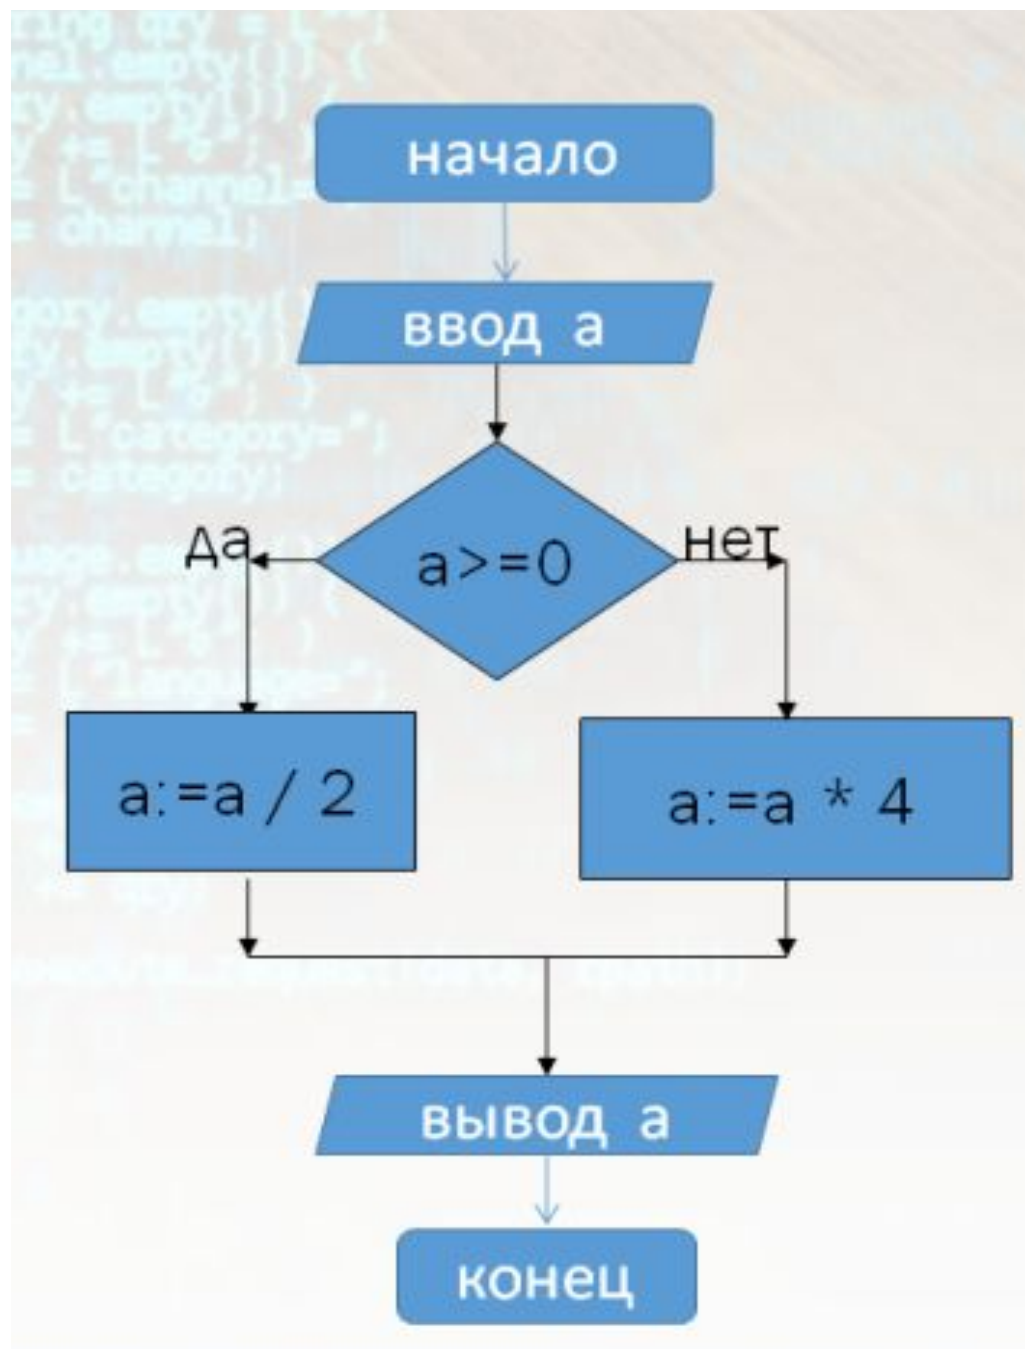 начало
ввод а
да
а>=0
нет
а:=а / 2
а:=а * 4
вывод а
конец